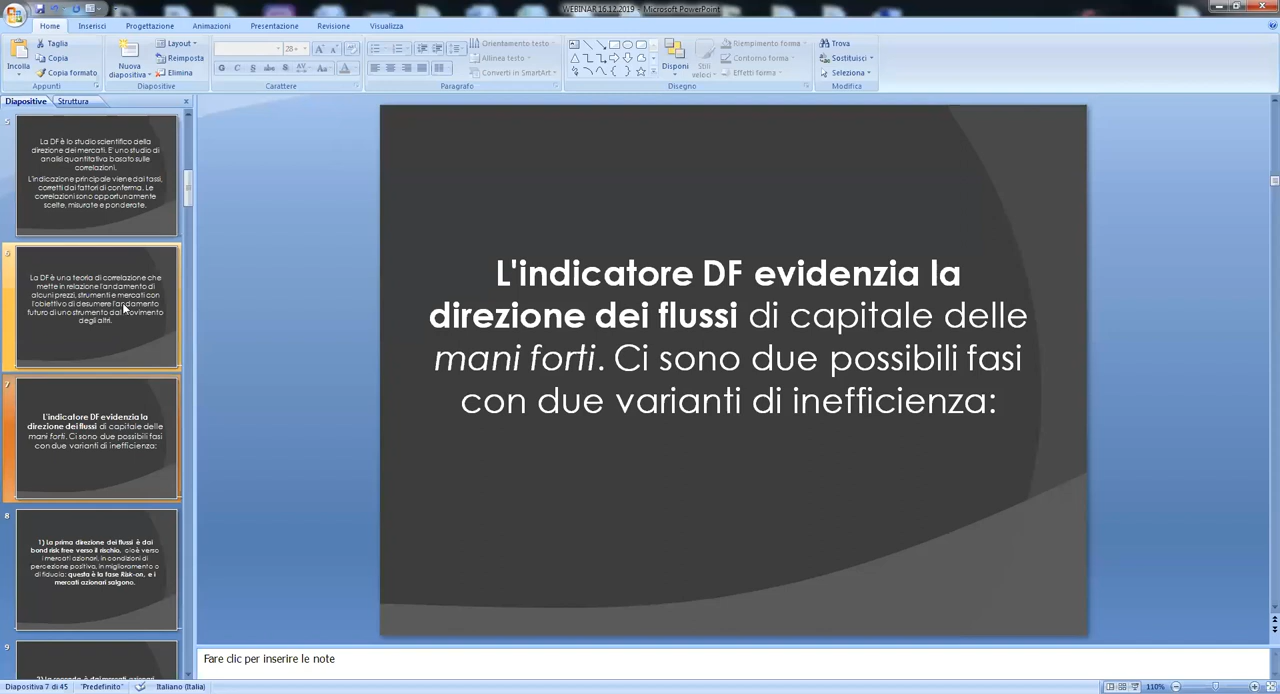 WEBINAR 16.12.2019 - Microsoft PowerPoint
Home Inserisci Progettazione Animazioni Presentazione Revisione Visualizza
Incolla
Taglia
Copia
Copia formato
Appunti
Nuova diapositiva
Layout
Reimposta
Elimina
Diapositive
28
G C S abe S AV Aa A
Carattere
Orientamento testo
Allinea testo
Converti in SmartArt
Paragrafo
Disponi
Stili veloci
Riempimento forma
Contorno forma
Effetti forma
Disegno
Trova
Sostituisci
Seleziona
Modifica
Diapositive Struttura
5
La DF è lo studio scientifico della
direzione dei mercati. E' uno studio di
analisi quantitativa basato sulle
correlazioni.
L'indicazione principale viene dai tassi,
corretti dai fattori di conferma. Le
correlazioni sono opportunamente
scelte, misurate e ponderate.
6
La DF è una teoria di correlazione che
mette in relazione l'andamento di
alcuni prezzi, strumenti e mercati con
l'obiettivo di desumere l'andamento
futuro di uno strumento dal movimento
degli altri.
7
L'indicatore DF evidenzia la
direzione dei flussi di capitale delle
mani forti. Ci sono due possibili fasi
con due varianti di inefficienza:
8
1) La prima direzione dei flussi è dai
bond risk free verso il rischio, cioè verso
i mercati azionari, in condizioni di
percezione positiva, in miglioramento o
di fiducia: questa è la fase Risk-on, e i
mercati azionari salgono.
9
L'indicatore DF evidenzia la
direzione dei flussi di capitale delle
mani forti. Ci sono due possibili fasi
con due varianti di inefficienza:
Fare clic per inserire le note
Diapositiva 7 di 45 "Predefinito" Italiano (Italia) 110%